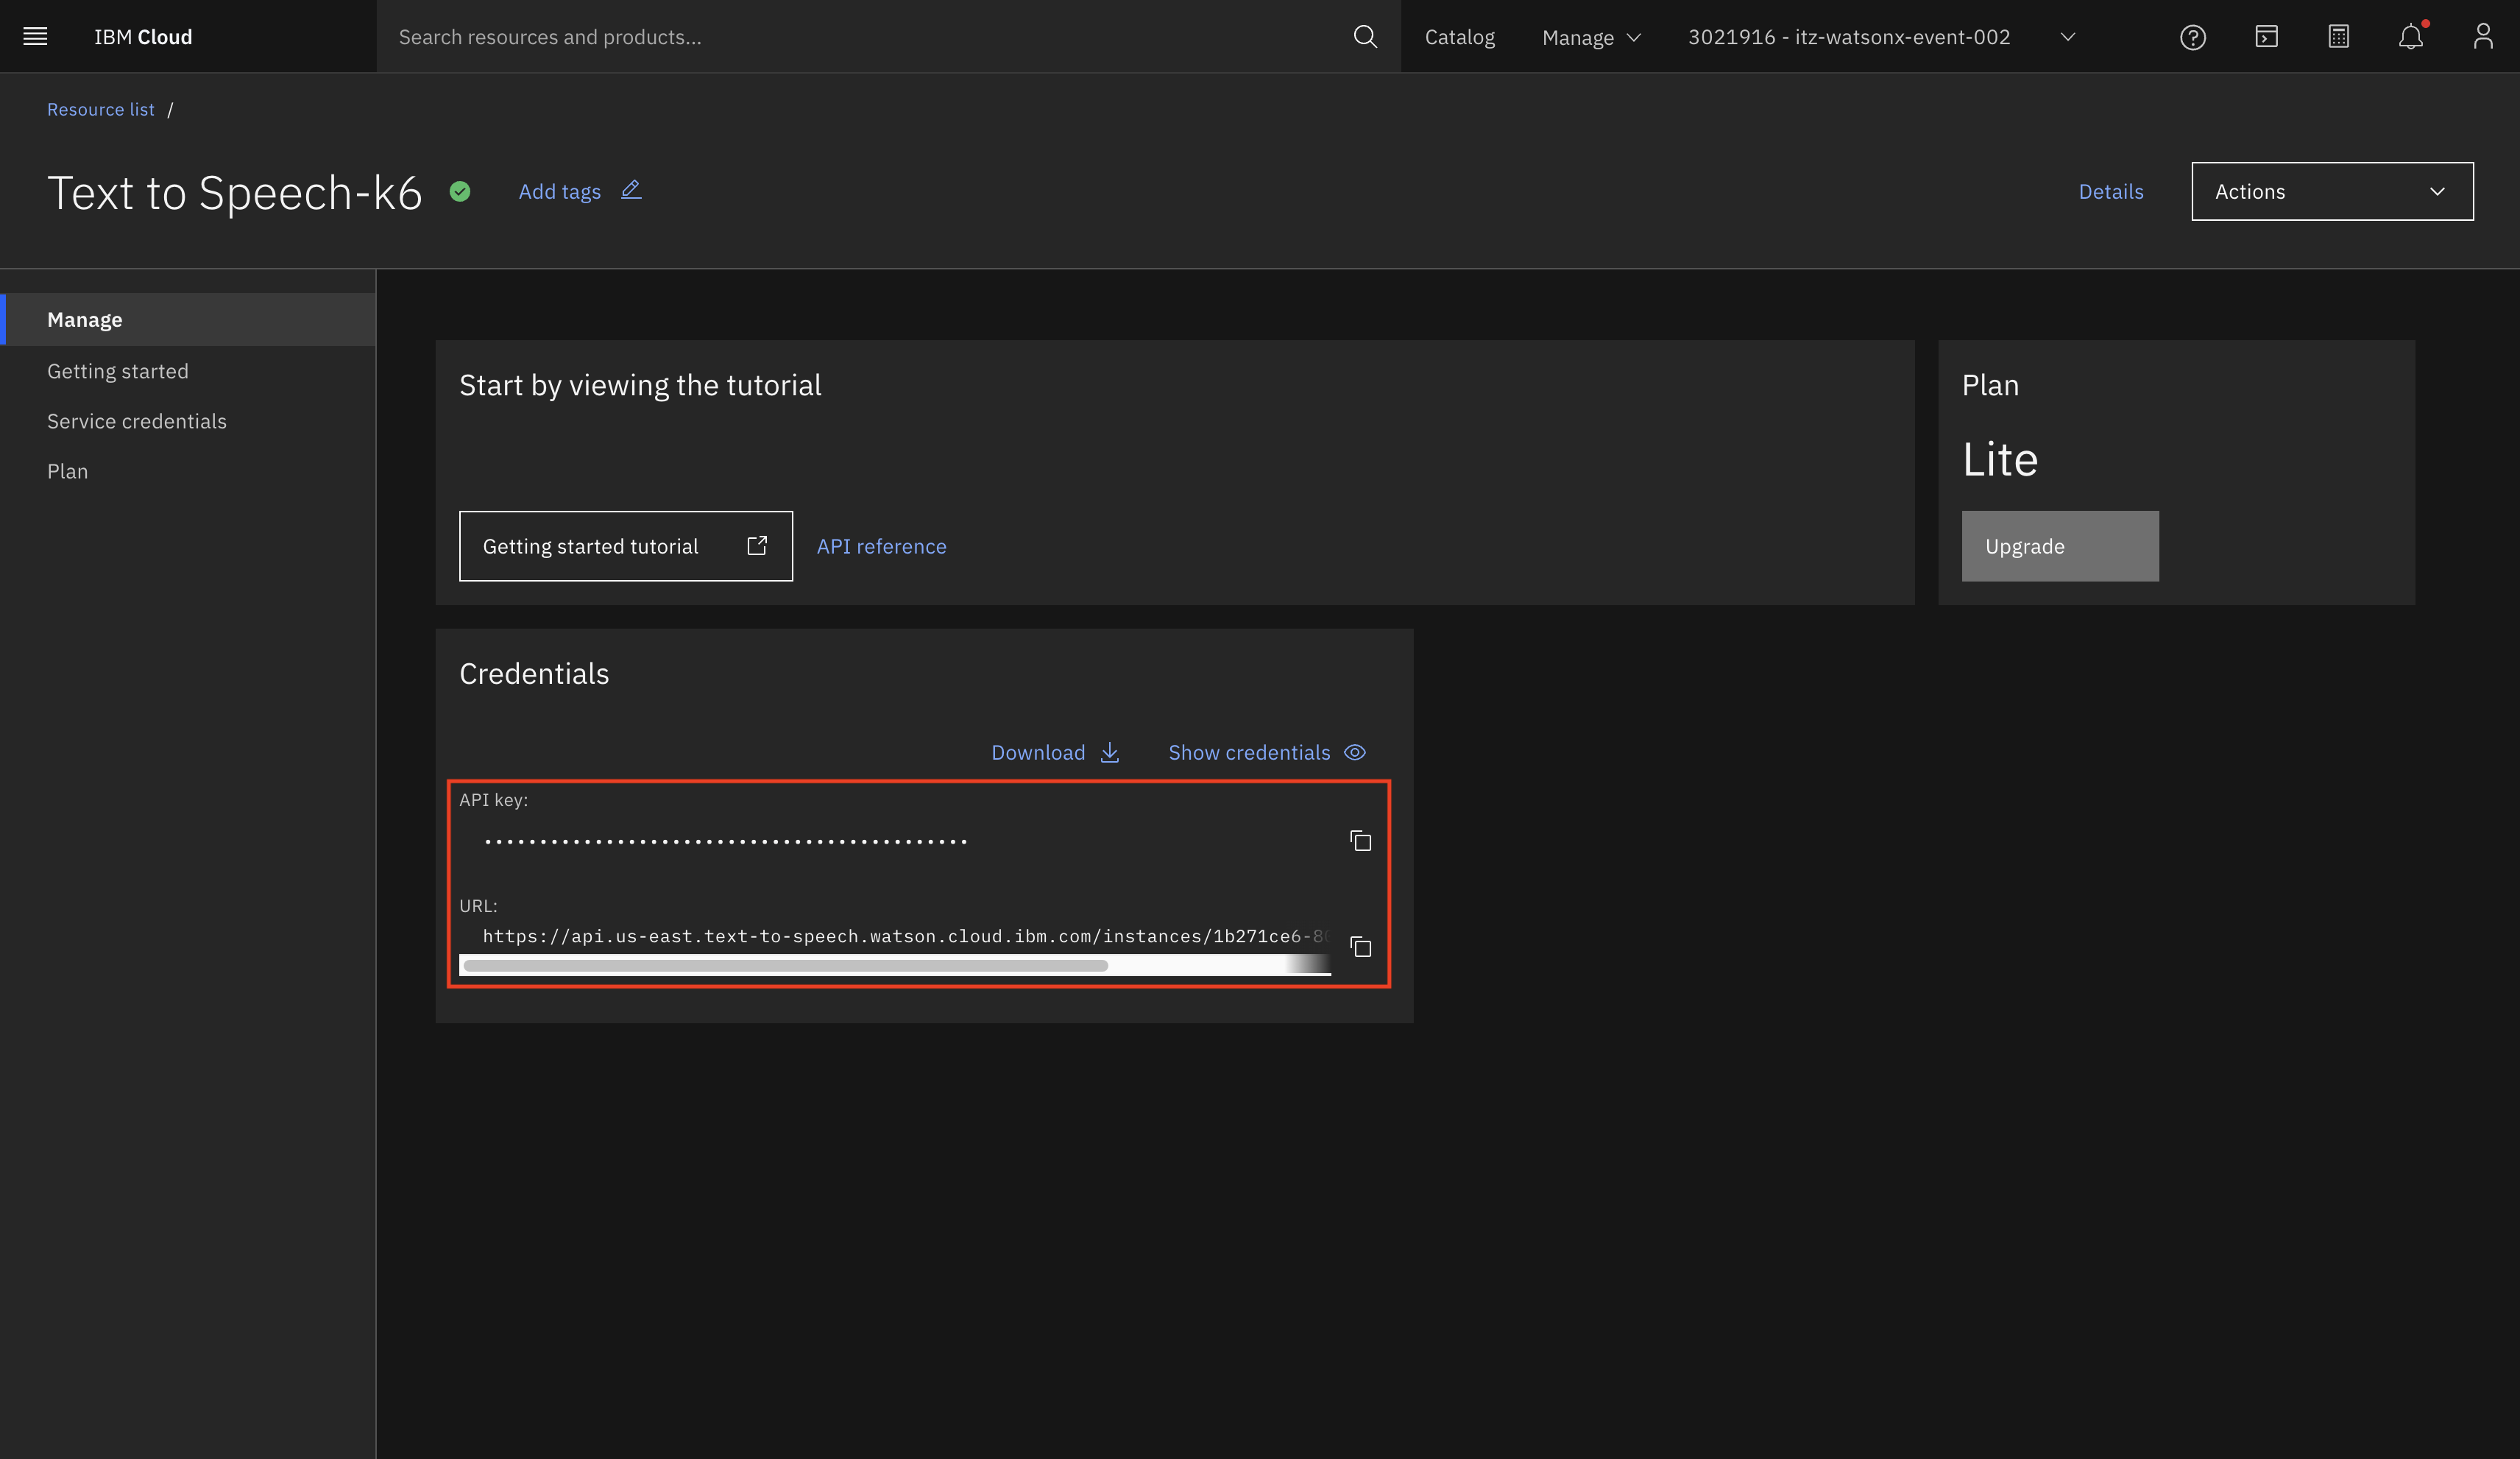 IBM Cloud
Search resources and products...
Catalog
Manage
3021916 - itz-watsonx-event-002
Resource list /
Text to Speech-k6
Add tags
Details
Actions
Manage
Getting started
Service credentials
Plan
Start by viewing the tutorial
Getting started tutorial
API reference
Plan
Lite
Upgrade
Credentials
Download
Show credentials
API key:
URL:
https://api.us-east.text-to-speech.watson.cloud.ibm.com/instances/1b271ce6-8